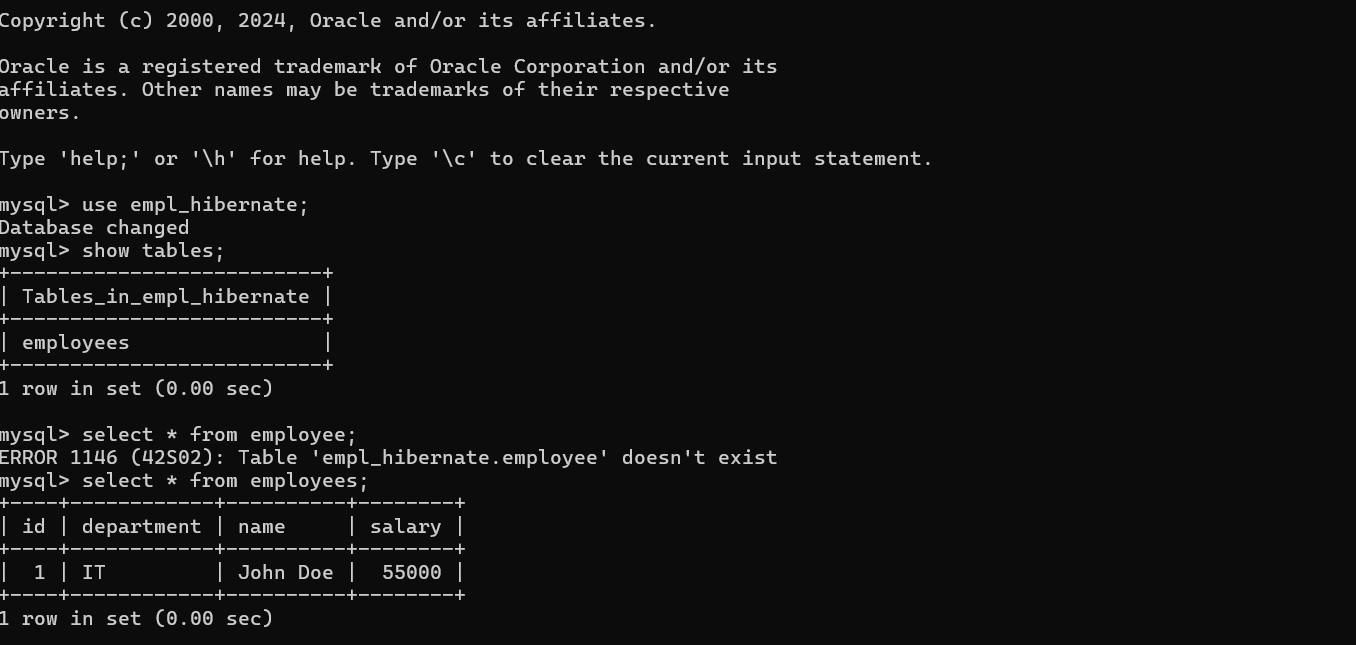 Copyright (c) 2000, 2024, Oracle and/or its affiliates.
Oracle is a registered trademark of Oracle Corporation and/or its
affiliates. Other names may be trademarks of their respective
owners.
Type 'help;' or '\h' for help. Type '\c' to clear the current input statement.
mysql> use empl_hibernate;
Database changed
mysql> show tables;
+--------------------------+
| Tables_in_empl_hibernate |
+--------------------------+
| employees                |
+--------------------------+
1 row in set (0.00 sec)
mysql> select * from employee;
ERROR 1146 (42S02): Table 'empl_hibernate.employee' doesn't exist
mysql> select * from employees;
+----+------------+----------+--------+
| id | department | name     | salary |
+----+------------+----------+--------+
|  1 | IT         | John Doe |  55000 |
+----+------------+----------+--------+
1 row in set (0.00 sec)